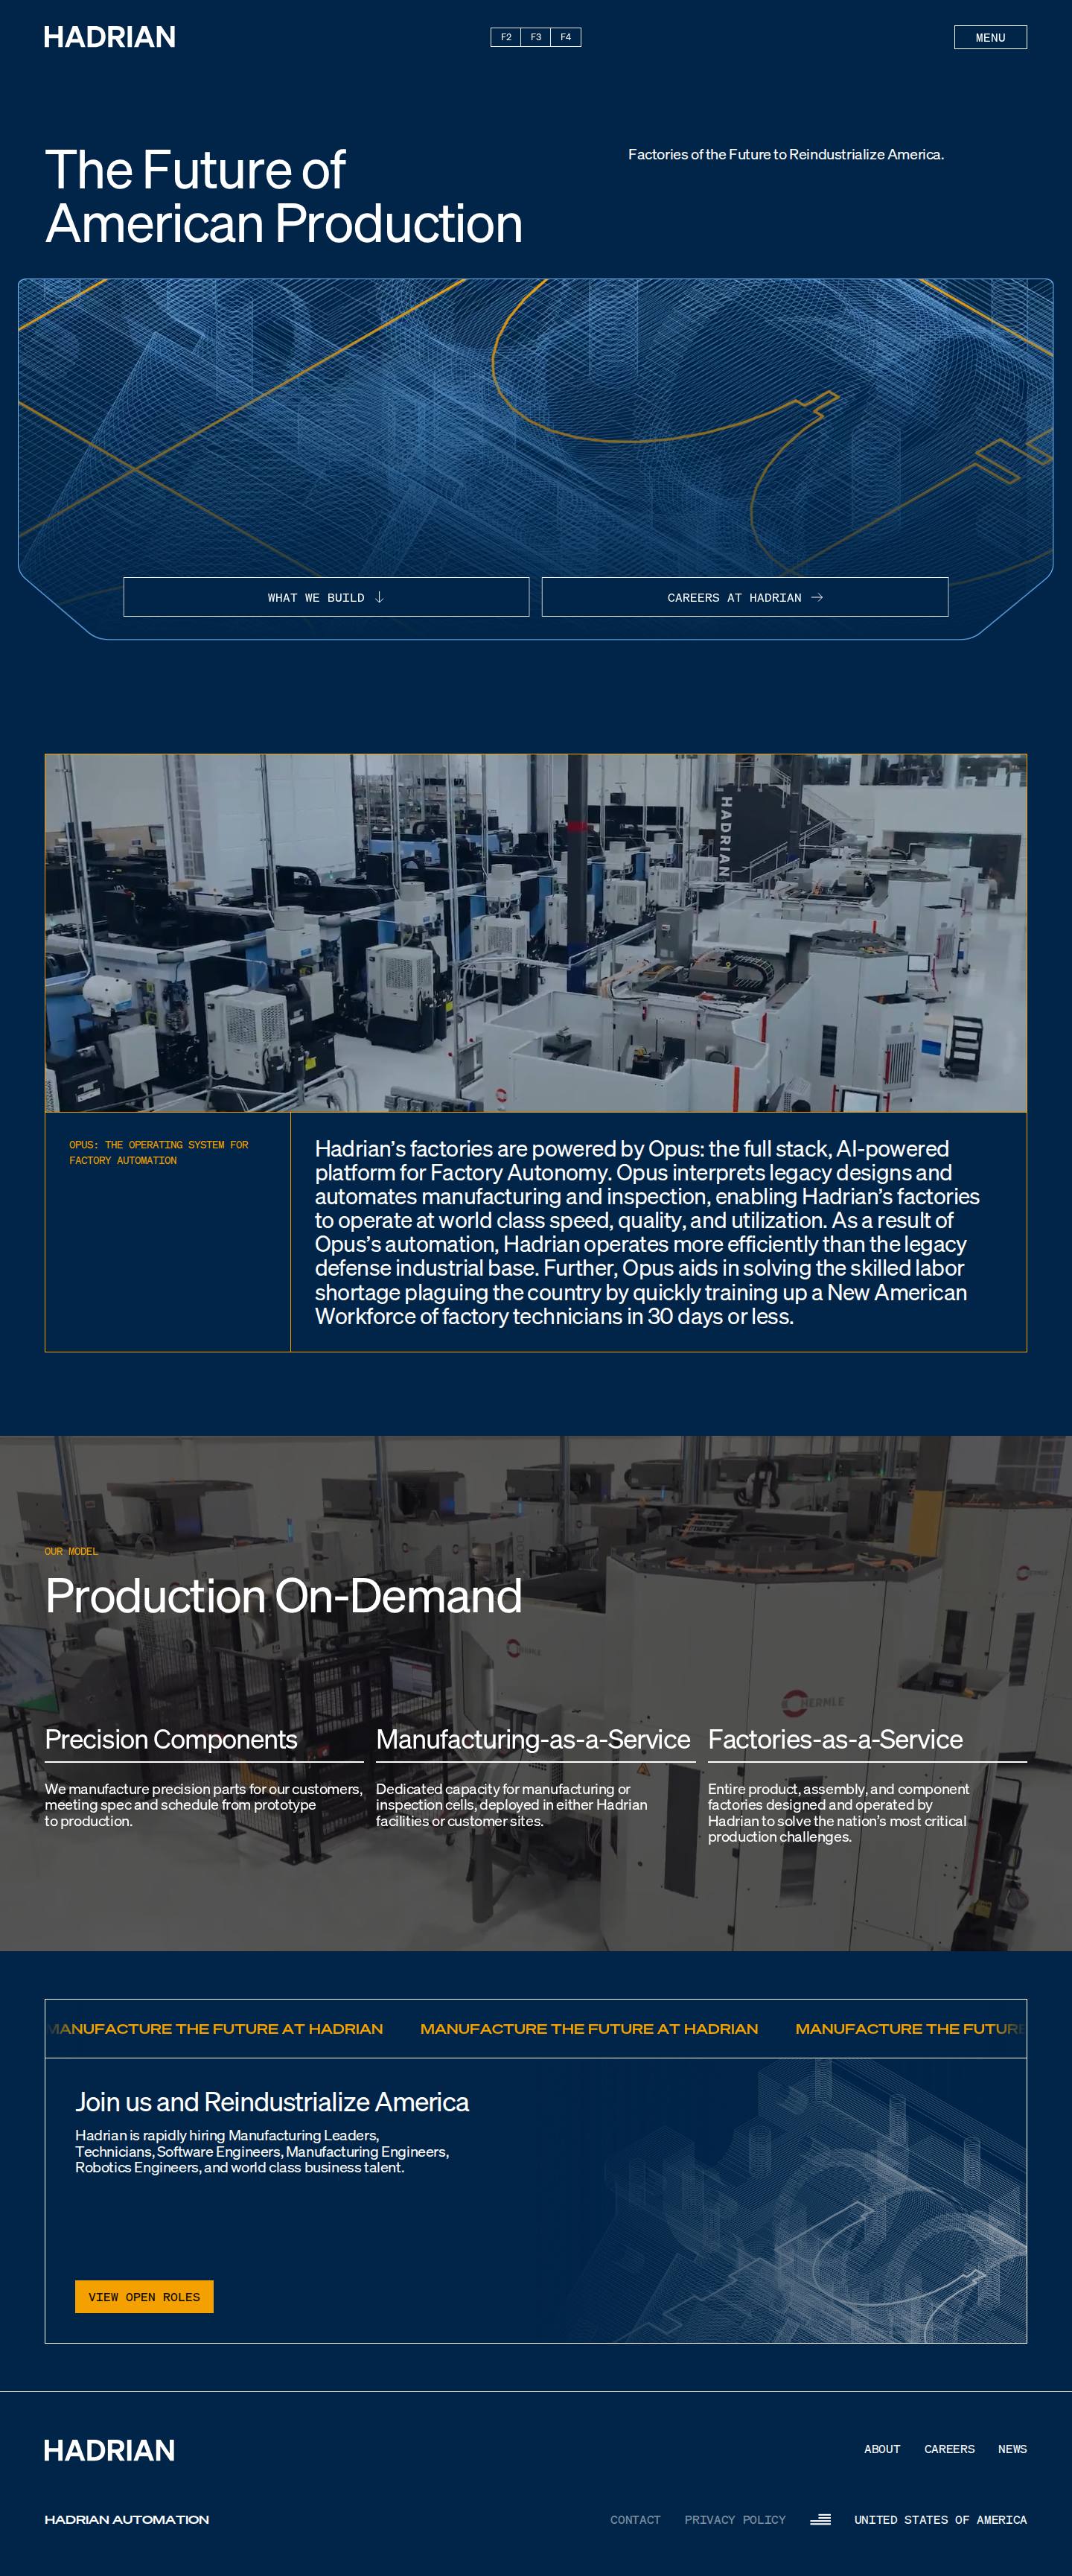 HADRIAN
F2 F3 F4
MENU
The Future of
American Production
Factories of the Future to Reindustrialize America.
WHAT WE BUILD ↓
CAREERS AT HADRIAN →
HADRIAN
OPUS: THE OPERATING SYSTEM FOR
FACTORY AUTOMATION
Hadrian’s factories are powered by Opus: the full stack, AI-powered
platform for Factory Autonomy. Opus interprets legacy designs and
automates manufacturing and inspection, enabling Hadrian’s factories
to operate at world class speed, quality, and utilization. As a result of
Opus’s automation, Hadrian operates more efficiently than the legacy
defense industrial base. Further, Opus aids in solving the skilled labor
shortage plaguing the country by quickly training up a New American
Workforce of factory technicians in 30 days or less.
OUR MODEL
Production On-Demand
HERMLE
Precision Components
We manufacture precision parts for our customers,
meeting spec and schedule from prototype
to production.
Manufacturing-as-a-Service
Dedicated capacity for manufacturing or
inspection cells, deployed in either Hadrian
facilities or customer sites.
Factories-as-a-Service
Entire product, assembly, and component
factories designed and operated by
Hadrian to solve the nation’s most critical
production challenges.
MANUFACTURE THE FUTURE AT HADRIAN MANUFACTURE THE FUTURE AT HADRIAN MANUFACTURE THE FUTURE
Join us and Reindustrialize America
Hadrian is rapidly hiring Manufacturing Leaders,
Technicians, Software Engineers, Manufacturing Engineers,
Robotics Engineers, and world class business talent.
VIEW OPEN ROLES
HADRIAN
ABOUT CAREERS NEWS
HADRIAN AUTOMATION
CONTACT PRIVACY POLICY UNITED STATES OF AMERICA